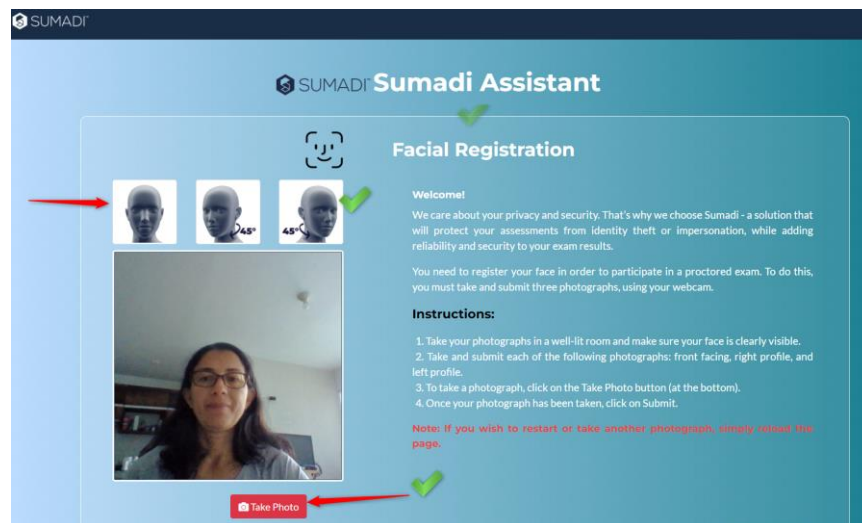 SUMADI
SUMADI Sumadi Assistant
Facial Registration
45°
45°
Welcome!
We care about your privacy and security. That's why we choose Sumadi - a solution that
will protect your assessments from identity theft or impersonation, while adding
reliability and security to your exam results.
You need to register your face in order to participate in a proctored exam. To do this,
you must take and submit three photographs, using your webcam.
Instructions:
1. Take your photographs in a well-lit room and make sure your face is clearly visible.
2. Take and submit each of the following photographs: front facing, right profile, and
left profile.
3. To take a photograph, click on the Take Photo button (at the bottom).
4. Once your photograph has been taken, click on Submit.
Note: If you wish to restart or take another photograph, simply reload the
page.
Take Photo